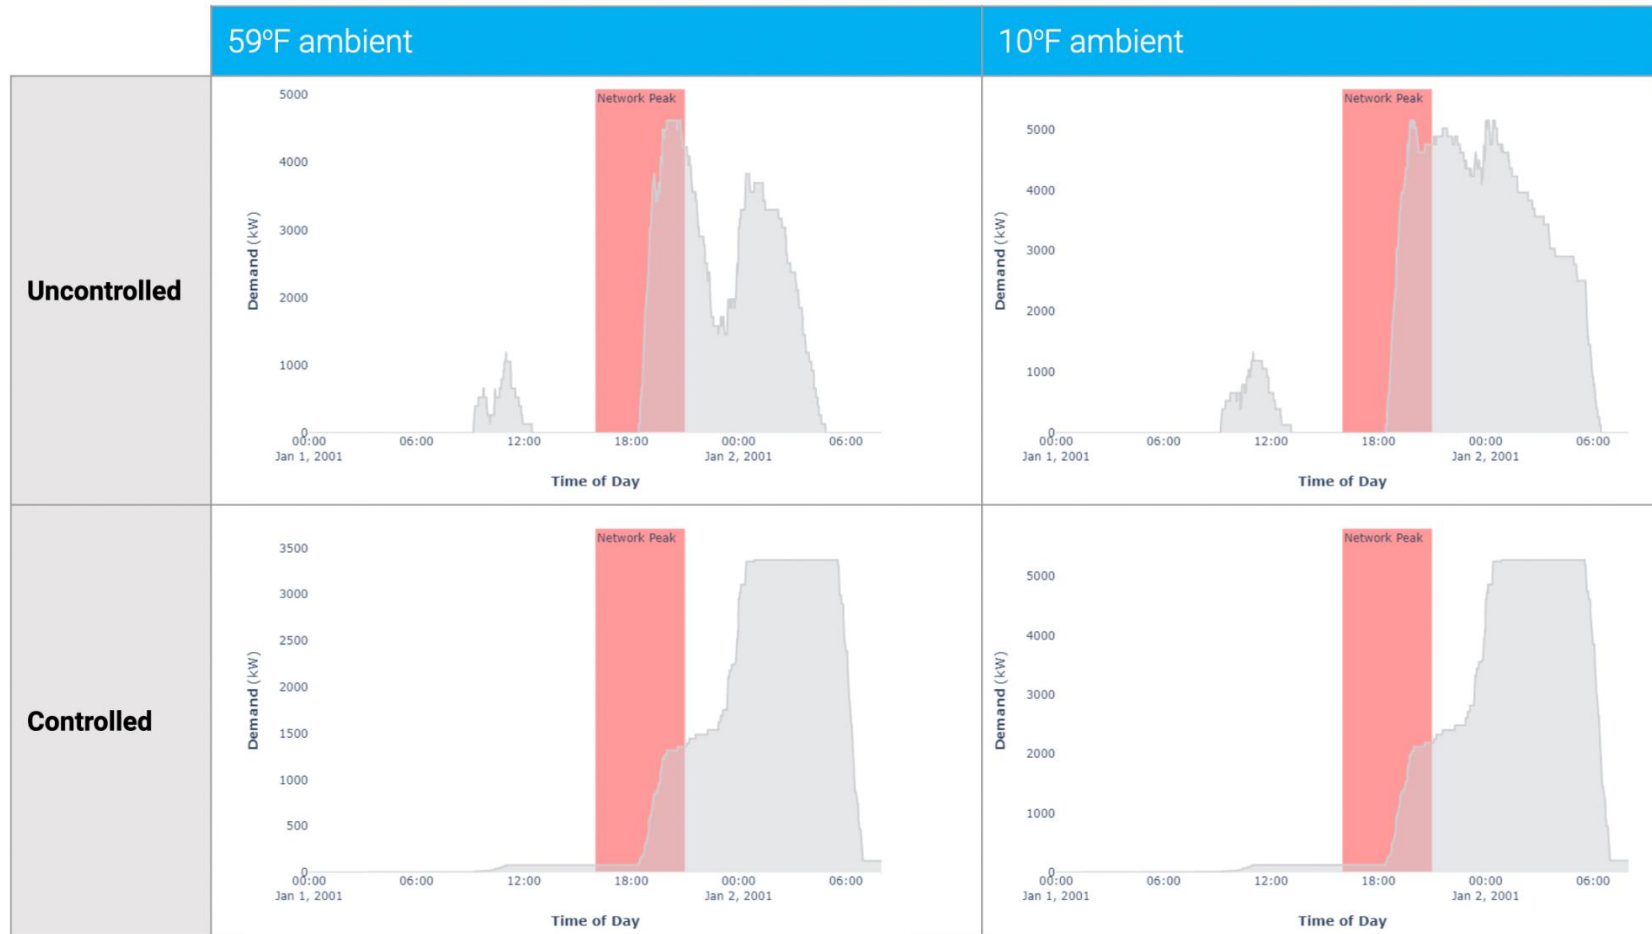 59ºF ambient
10ºF ambient
Uncontrolled
Network Peak
5000
4000
3000
2000
1000
0
Demand (kW)
00:00 06:00 12:00 18:00 00:00 06:00
Jan 1, 2001 Jan 2, 2001
Time of Day
Network Peak
5000
4000
3000
2000
1000
0
Demand (kW)
00:00 06:00 12:00 18:00 00:00 06:00
Jan 1, 2001 Jan 2, 2001
Time of Day
Controlled
Network Peak
3500
3000
2500
2000
1500
1000
500
0
Demand (kW)
00:00 06:00 12:00 18:00 00:00 06:00
Jan 1, 2001 Jan 2, 2001
Time of Day
Network Peak
5000
4000
3000
2000
1000
0
Demand (kW)
00:00 06:00 12:00 18:00 00:00 06:00
Jan 1, 2001 Jan 2, 2001
Time of Day